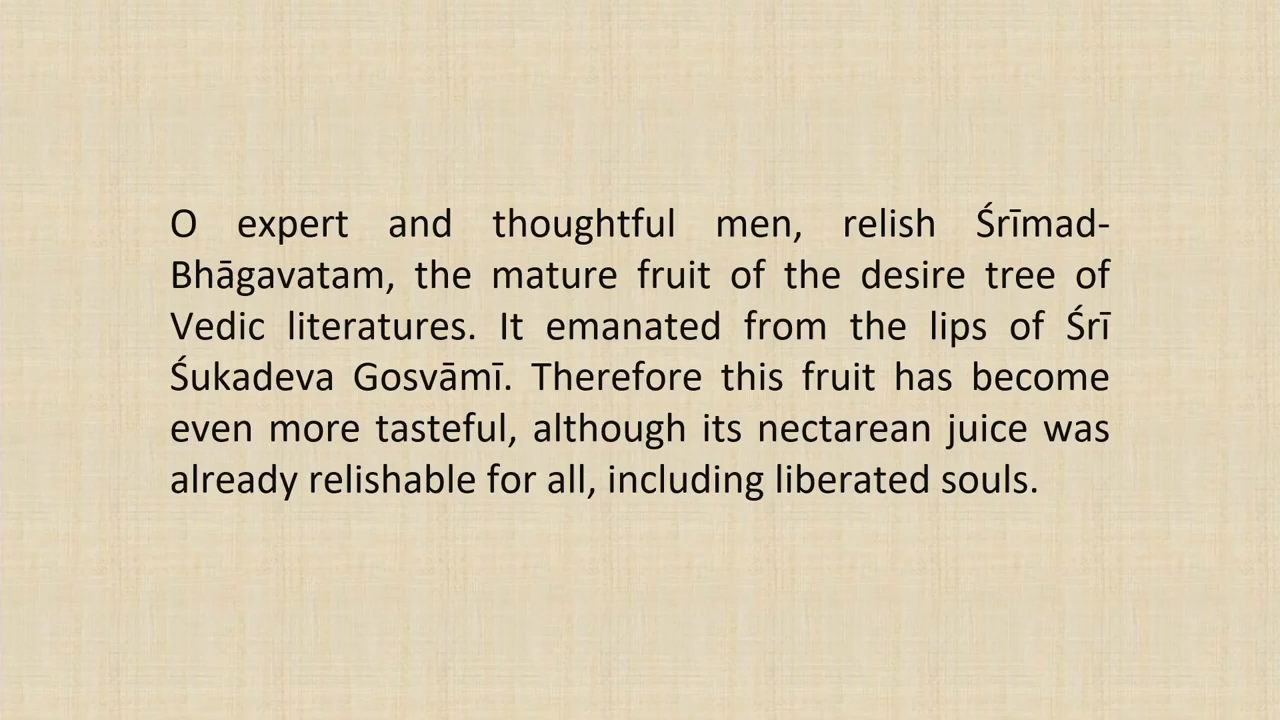 O expert and thoughtful men, relish Śrīmad-
Bhāgavatam, the mature fruit of the desire tree of
Vedic literatures. It emanated from the lips of Śrī
Śukadeva Gosvāmī. Therefore this fruit has become
even more tasteful, although its nectarean juice was
already relishable for all, including liberated souls.